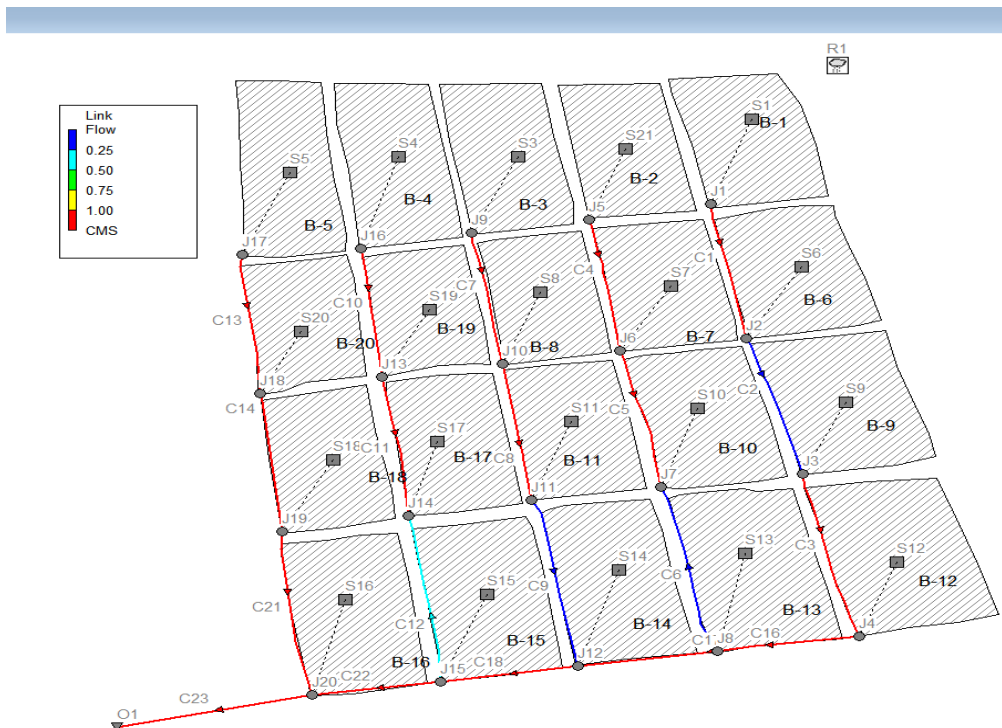 R1
Link
Flow
0.25
0.50
0.75
1.00
CMS
S1
B-1
S21
B-2
S3
B-3
S4
B-4
S5
B-5
J1
J5
J9
J16
J17
S6
B-6
C1
S7
B-7
C4
S8
B-8
C7
S19
B-19
C10
S20
B-20
C13
J2
J6
J10
J13
J18
S9
B-9
C2
S10
B-10
C5
S11
B-11
C8
S17
B-17
C11
S18
B-18
C14
J3
J7
J11
J14
J19
S12
B-12
C3
S13
B-13
C6
S14
B-14
C9
S15
B-15
C12
S16
B-16
C21
J4
C16
J8
J12
C18
J15
C22
J20
C23
O1